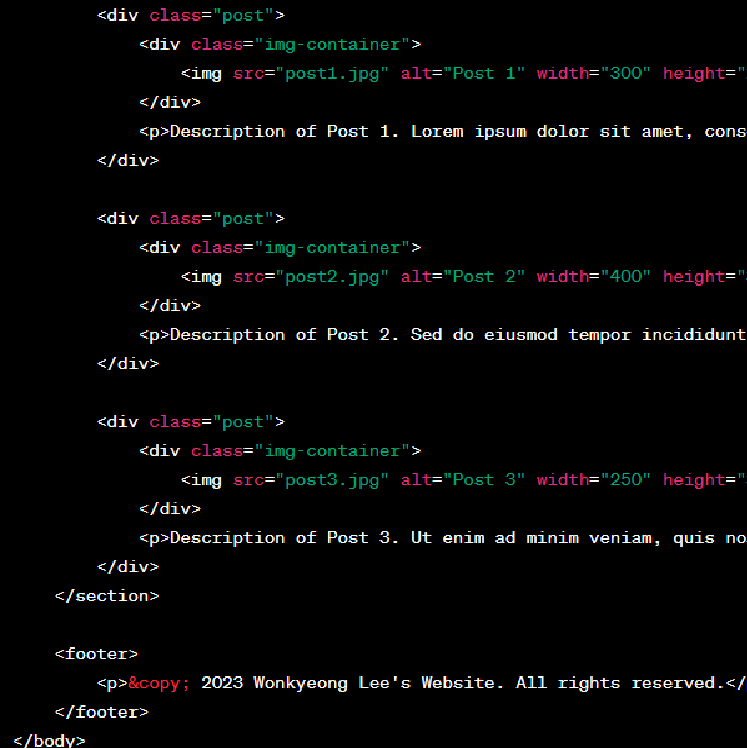 <div class="post">
<div class="img-container">
<img src="post1.jpg" alt="Post 1" width="300" height="
</div>
<p>Description of Post 1. Lorem ipsum dolor sit amet, cons
</div>
<div class="post">
<div class="img-container">
<img src="post2.jpg" alt="Post 2" width="400" height="
</div>
<p>Description of Post 2. Sed do eiusmod tempor incididunt
</div>
<div class="post">
<div class="img-container">
<img src="post3.jpg" alt="Post 3" width="250" height="
</div>
<p>Description of Post 3. Ut enim ad minim veniam, quis no
</div>
</section>
<footer>
<p>&copy; 2023 Wonkyeong Lee's Website. All rights reserved.</
</footer>
</body>